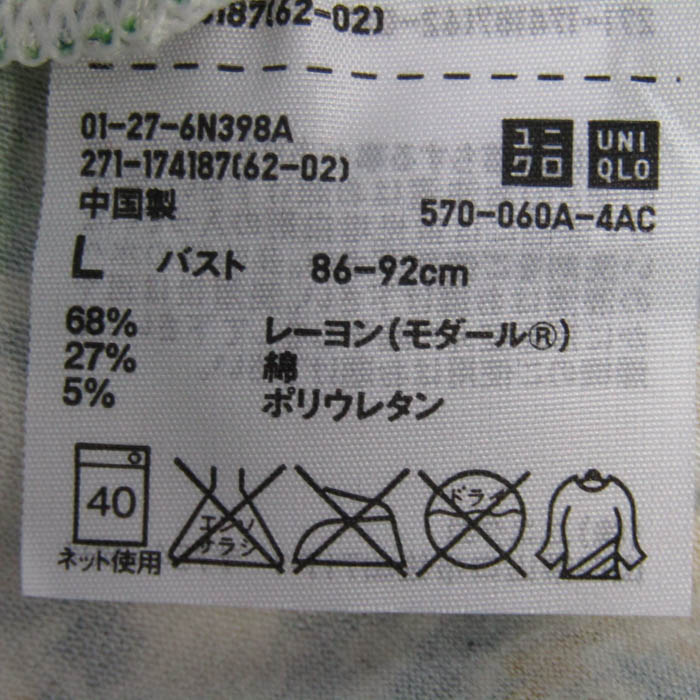 187(62-02)
01-27-6N398A
271-174187(62-02)
中国製
ユニ
クロ
UNI
QLO
570-060A-4AC
L バスト 86-92cm
68% レーヨン(モダール®)
27% 綿
5% ポリウレタン
40
ネット使用
エンソ
サラシ
ドライ